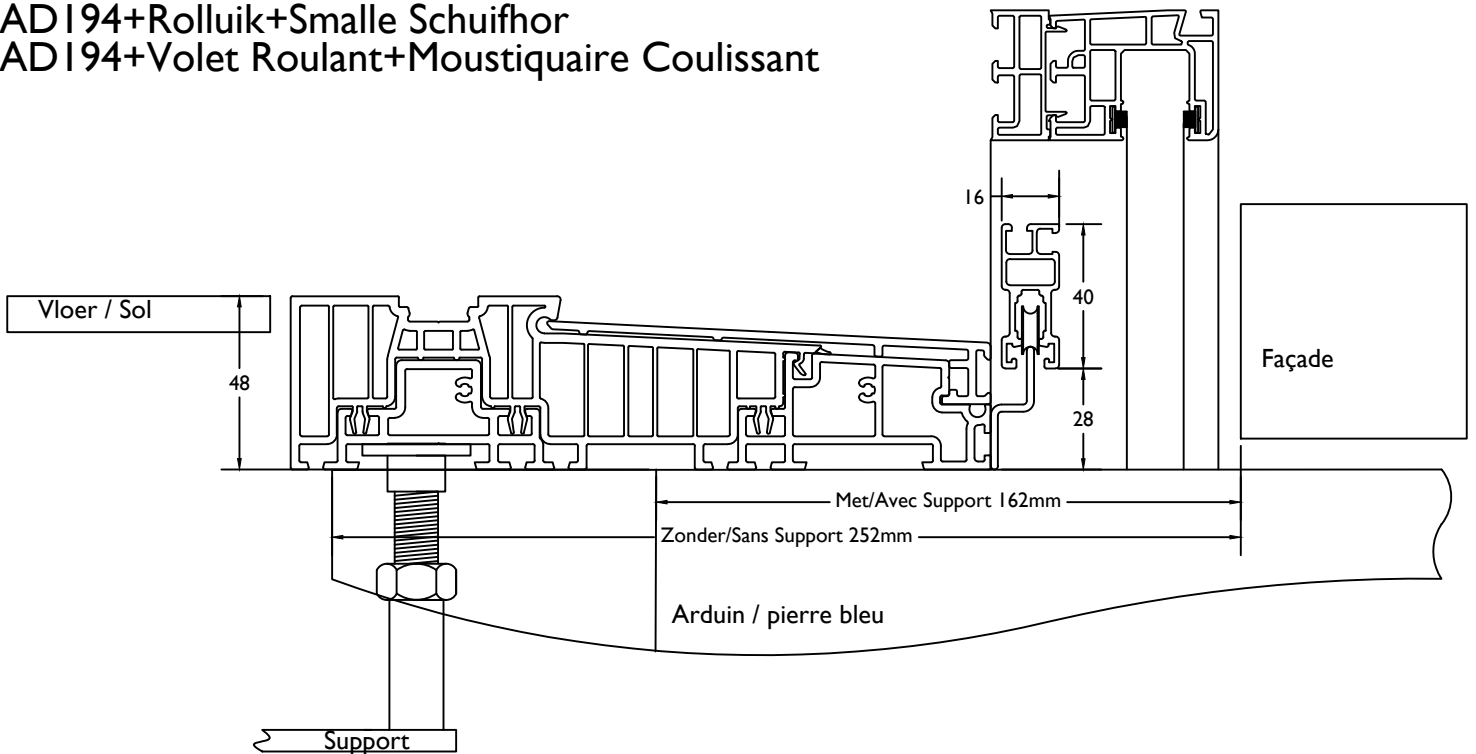 AD194+Rolluik+Smalle Schuifhor
AD194+Volet Roulant+Moustiquaire Coulissant
16
Vloer / Sol
40
Façade
48
28
Met/Avec Support 162mm
Zonder/Sans Support 252mm
Arduin / pierre bleu
Support